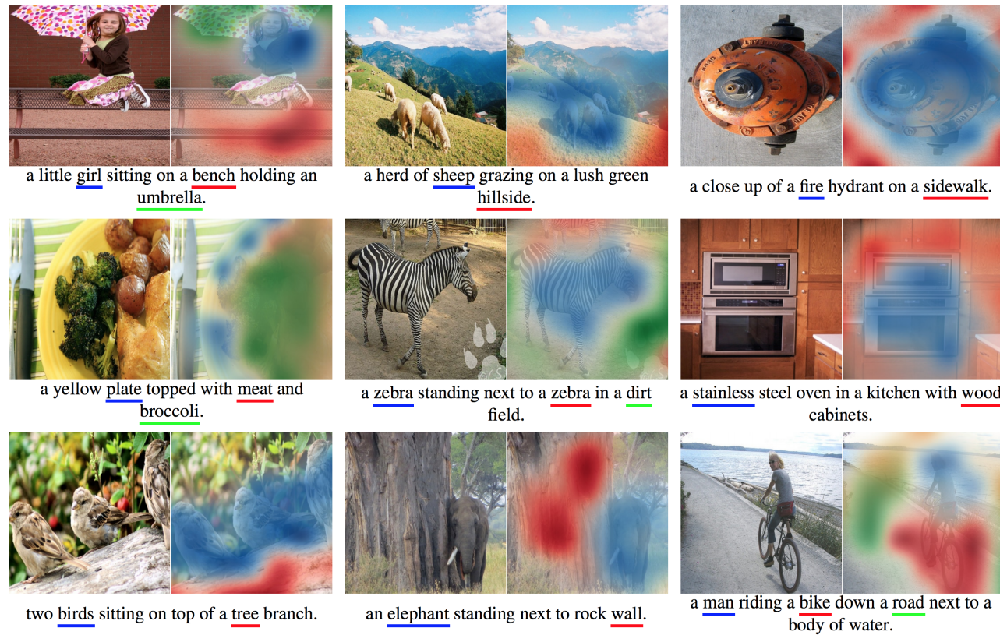 a little girl sitting on a bench holding an
umbrella.
a herd of sheep grazing on a lush green
hillside.
a close up of a fire hydrant on a sidewalk.
a yellow plate topped with meat and
broccoli.
a zebra standing next to a zebra in a dirt
field.
a stainless steel oven in a kitchen with wood
cabinets.
two birds sitting on top of a tree branch.
an elephant standing next to rock wall.
a man riding a bike down a road next to a
body of water.